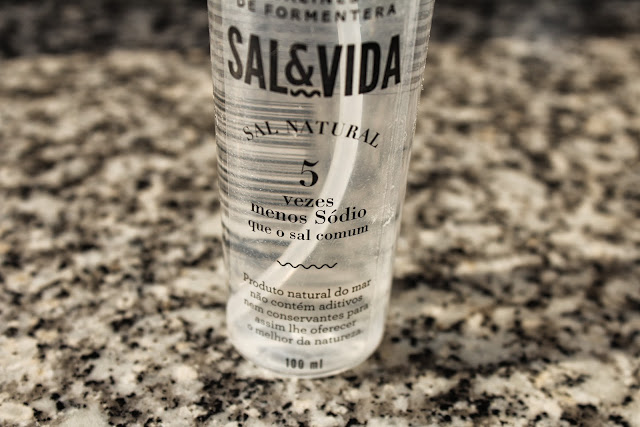 DE FORMENTERA
SAL&VIDA
SAL NATURAL
5
vezes
menos Sódio
que o sal comum
Produto natural do mar
não contém aditivos
nem conservantes para
assim lhe oferecer
o melhor da natureza.
100 ml